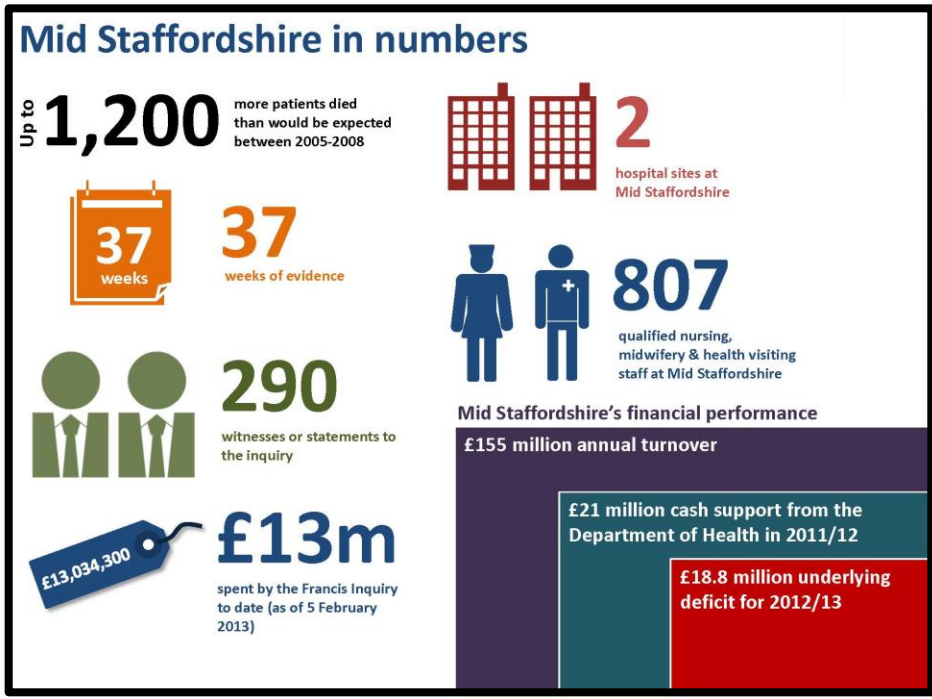 Mid Staffordshire in numbers
Up to
1,200
more patients died
than would be expected
between 2005-2008
2
hospital sites at
Mid Staffordshire
37
weeks
37
weeks of evidence
807
qualified nursing,
midwifery & health visiting
staff at Mid Staffordshire
290
witnesses or statements to
the inquiry
£13,034,300
£13m
spent by the Francis Inquiry
to date (as of 5 February
2013)
Mid Staffordshire’s financial performance
£155 million annual turnover
£21 million cash support from the
Department of Health in 2011/12
£18.8 million underlying
deficit for 2012/13